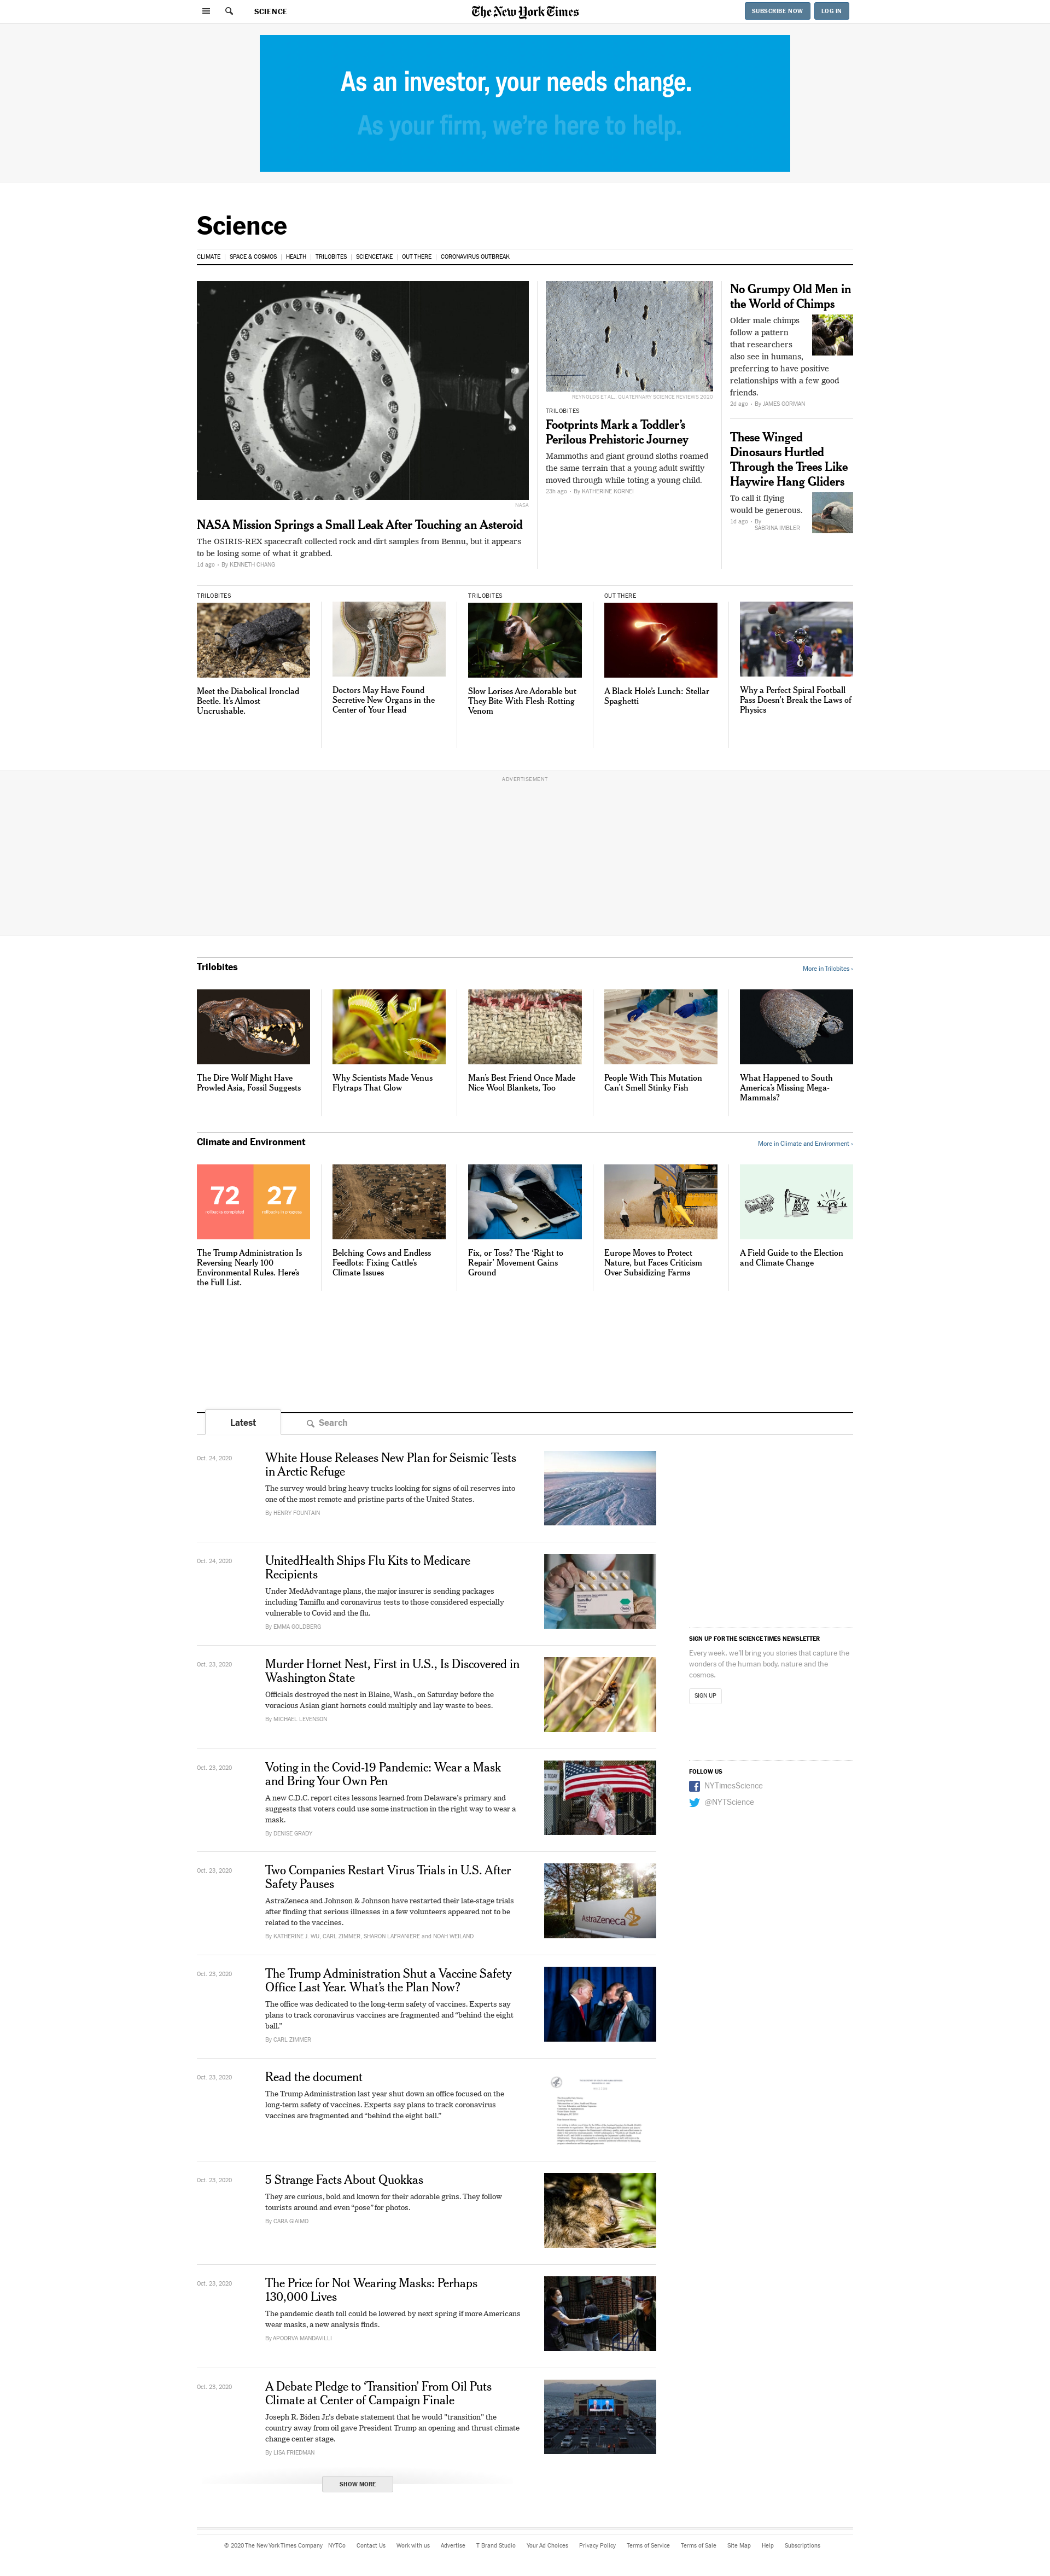 SCIENCE
The New York Times
SUBSCRIBE NOW
LOG IN
As an investor, your needs change.
As your firm, we're here to help.
Science
CLIMATE
SPACE & COSMOS
HEALTH
TRILOBITES
SCIENCETAKE
OUT THERE
CORONAVIRUS OUTBREAK
NASA
NASA Mission Springs a Small Leak After Touching an Asteroid
The OSIRIS-REX spacecraft collected rock and dirt samples from Bennu, but it appears
to be losing some of what it grabbed.
1d ago • By KENNETH CHANG
REYNOLDS ET AL., QUATERNARY SCIENCE REVIEWS 2020
TRILOBITES
Footprints Mark a Toddler's
Perilous Prehistoric Journey
Mammoths and giant ground sloths roamed
the same terrain that a young adult swiftly
moved through while toting a young child.
23h ago • By KATHERINE KORNEI
No Grumpy Old Men in
the World of Chimps
Older male chimps
follow a pattern
that researchers
also see in humans,
preferring to have positive
relationships with a few good
friends.
2d ago • By JAMES GORMAN
These Winged
Dinosaurs Hurtled
Through the Trees Like
Haywire Hang Gliders
To call it flying
would be generous.
1d ago • By
SABRINA IMBLER
TRILOBITES
Meet the Diabolical Ironclad
Beetle. It's Almost
Uncrushable.
Doctors May Have Found
Secretive New Organs in the
Center of Your Head
TRILOBITES
Slow Lorises Are Adorable but
They Bite With Flesh-Rotting
Venom
OUT THERE
A Black Hole's Lunch: Stellar
Spaghetti
Why a Perfect Spiral Football
Pass Doesn't Break the Laws of
Physics
ADVERTISEMENT
Trilobites
More in Trilobites ›
The Dire Wolf Might Have
Prowled Asia, Fossil Suggests
Why Scientists Made Venus
Flytraps That Glow
Man's Best Friend Once Made
Nice Wool Blankets, Too
People With This Mutation
Can't Smell Stinky Fish
What Happened to South
America's Missing Mega-
Mammals?
Climate and Environment
More in Climate and Environment ›
72
rollbacks completed
27
rollbacks in progress
The Trump Administration Is
Reversing Nearly 100
Environmental Rules. Here's
the Full List.
Belching Cows and Endless
Feedlots: Fixing Cattle's
Climate Issues
Fix, or Toss? The 'Right to
Repair' Movement Gains
Ground
Europe Moves to Protect
Nature, but Faces Criticism
Over Subsidizing Farms
A Field Guide to the Election
and Climate Change
Latest
Search
Oct. 24, 2020
White House Releases New Plan for Seismic Tests
in Arctic Refuge
The survey would bring heavy trucks looking for signs of oil reserves into
one of the most remote and pristine parts of the United States.
By HENRY FOUNTAIN
Oct. 24, 2020
UnitedHealth Ships Flu Kits to Medicare
Recipients
Under MedAdvantage plans, the major insurer is sending packages
including Tamiflu and coronavirus tests to those considered especially
vulnerable to Covid and the flu.
By EMMA GOLDBERG
Oct. 23, 2020
Murder Hornet Nest, First in U.S., Is Discovered in
Washington State
Officials destroyed the nest in Blaine, Wash., on Saturday before the
voracious Asian giant hornets could multiply and lay waste to bees.
By MICHAEL LEVENSON
Oct. 23, 2020
Voting in the Covid-19 Pandemic: Wear a Mask
and Bring Your Own Pen
A new C.D.C. report cites lessons learned from Delaware's primary and
suggests that voters could use some instruction in the right way to wear a
mask.
By DENISE GRADY
Oct. 23, 2020
Two Companies Restart Virus Trials in U.S. After
Safety Pauses
AstraZeneca and Johnson & Johnson have restarted their late-stage trials
after finding that serious illnesses in a few volunteers appeared not to be
related to the vaccines.
By KATHERINE J. WU, CARL ZIMMER, SHARON LAFRANIERE and NOAH WEILAND
AstraZeneca
Oct. 23, 2020
The Trump Administration Shut a Vaccine Safety
Office Last Year. What's the Plan Now?
The office was dedicated to the long-term safety of vaccines. Experts say
plans to track coronavirus vaccines are fragmented and "behind the eight
ball."
By CARL ZIMMER
Oct. 23, 2020
Read the document
The Trump Administration last year shut down an office focused on the
long-term safety of vaccines. Experts say plans to track coronavirus
vaccines are fragmented and "behind the eight ball."
Oct. 23, 2020
5 Strange Facts About Quokkas
They are curious, bold and known for their adorable grins. They follow
tourists around and even "pose" for photos.
By CARA GIAIMO
Oct. 23, 2020
The Price for Not Wearing Masks: Perhaps
130,000 Lives
The pandemic death toll could be lowered by next spring if more Americans
wear masks, a new analysis finds.
By APOORVA MANDAVILLI
Oct. 23, 2020
A Debate Pledge to 'Transition' From Oil Puts
Climate at Center of Campaign Finale
Joseph R. Biden Jr.'s debate statement that he would "transition" the
country away from oil gave President Trump an opening and thrust climate
change center stage.
By LISA FRIEDMAN
SHOW MORE
SIGN UP FOR THE SCIENCE TIMES NEWSLETTER
Every week, we'll bring you stories that capture the
wonders of the human body, nature and the
cosmos.
SIGN UP
FOLLOW US
NYTimesScience
@NYTScience
© 2020 The New York Times Company
NYTCo
Contact Us
Work with us
Advertise
T Brand Studio
Your Ad Choices
Privacy Policy
Terms of Service
Terms of Sale
Site Map
Help
Subscriptions